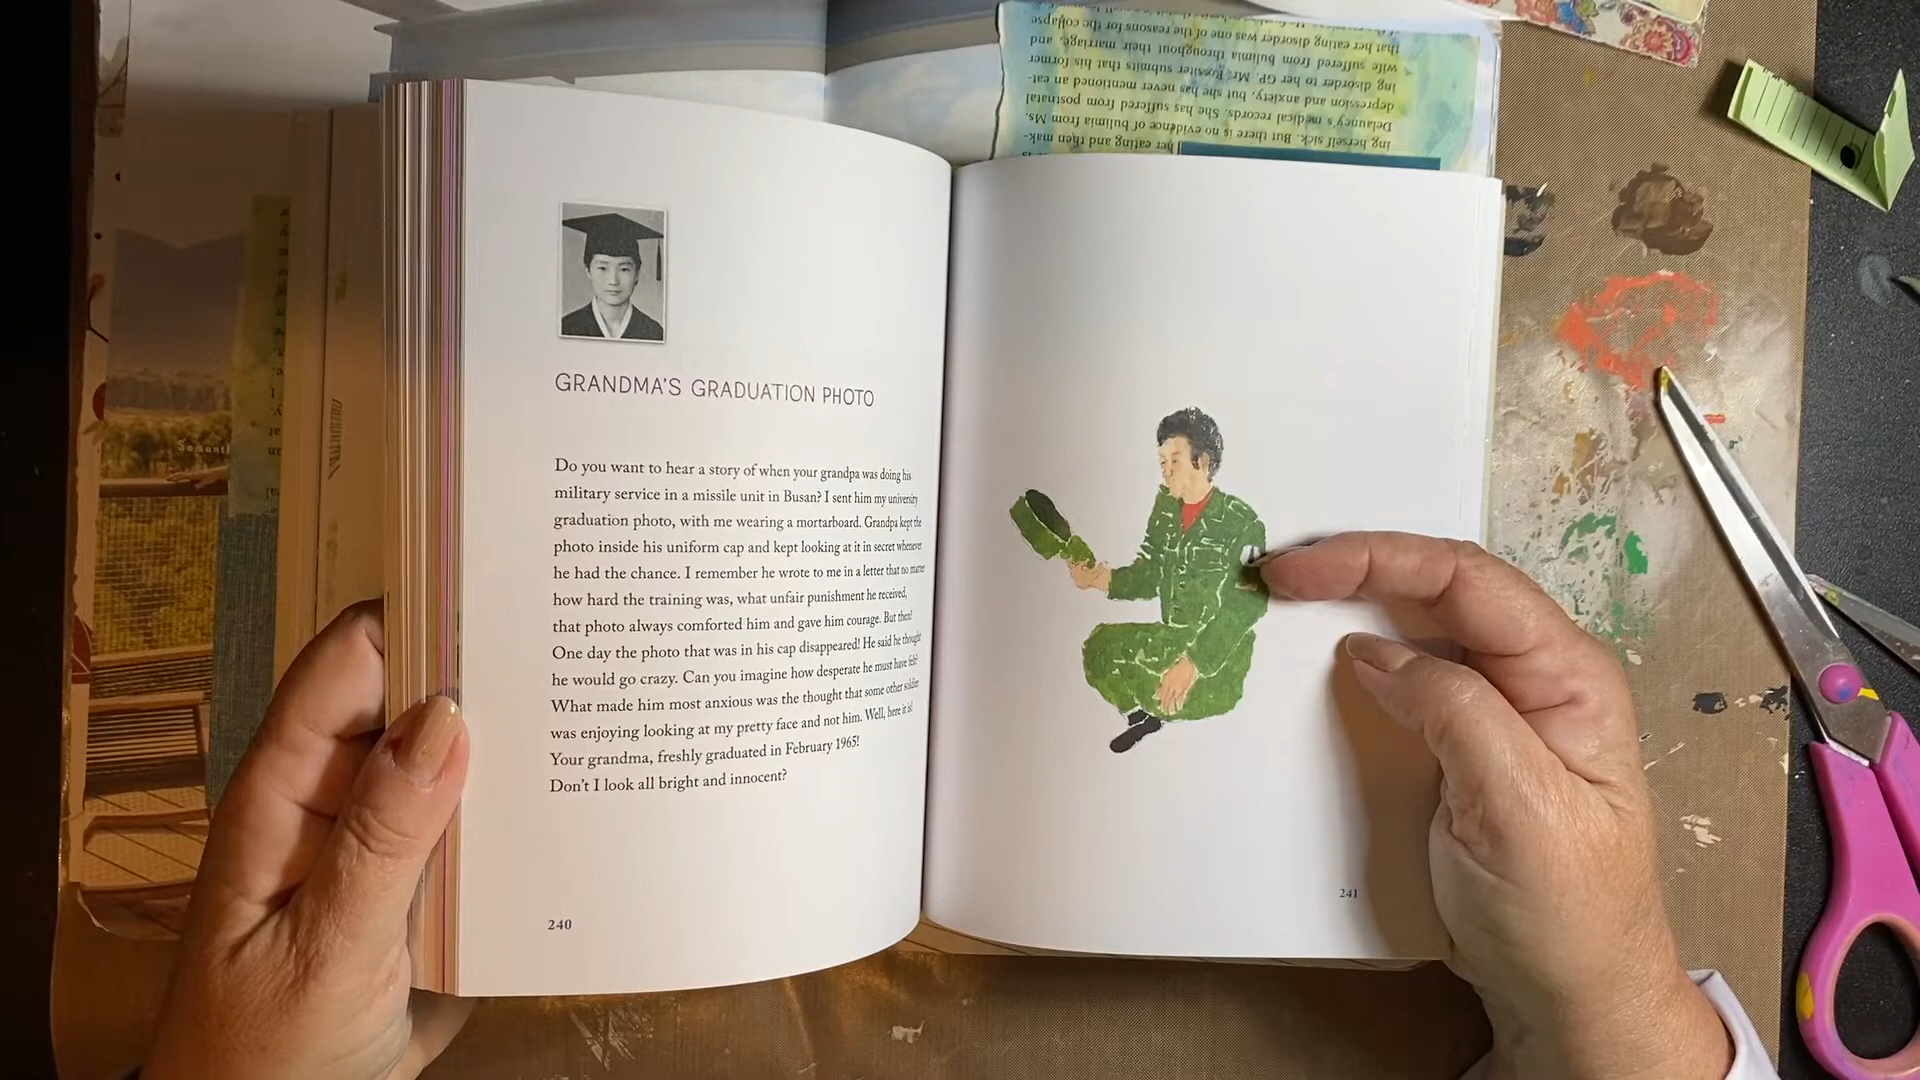 GRANDMA'S GRADUATION PHOTO
Do you want to hear a story of when your grandpa was doing his
military service in a missile unit in Busan? I sent him my university
graduation photo, with me wearing a mortarboard. Grandpa kept the
photo inside his uniform cap and kept looking at it in secret whenever
he had the chance. I remember he wrote to me in a letter that no matter
how hard the training was, what unfair punishment he received,
that photo always comforted him and gave him courage. But then!
One day the photo that was in his cap disappeared! He said he thought
he would go crazy. Can you imagine how desperate he must have felt?
What made him most anxious was the thought that some other soldier
was enjoying looking at my pretty face and not him. Well, here it is!
Your grandma, freshly graduated in February 1965!
Don't I look all bright and innocent?
240
241
her eating and then mak-
ing herself sick. But there is no evidence of bulimia from Ms.
Delauney's medical records. She has suffered from postnatal
depression and anxiety, but she has never mentioned an eat-
ing disorder to her GP. Mr. Rossiter submits that his former
wife suffered from bulimia throughout their marriage, and
that her eating disorder was one of the reasons for the collapse